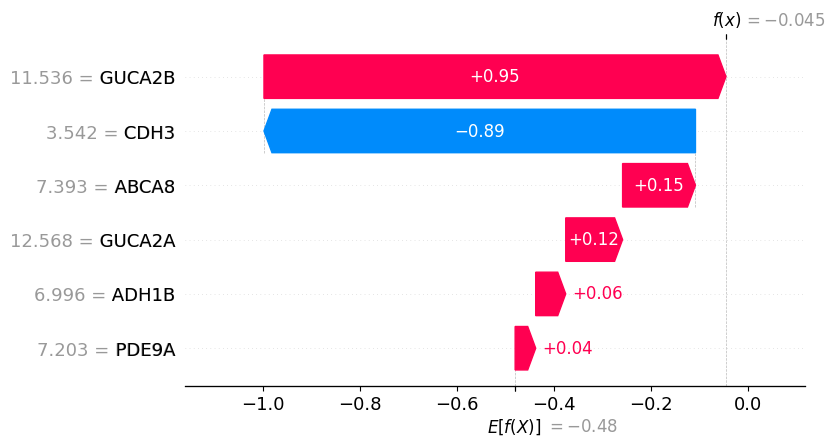 f(x) = −0.045
11.536 = GUCA2B
+0.95
3.542 = CDH3
−0.89
7.393 = ABCA8
+0.15
12.568 = GUCA2A
+0.12
6.996 = ADH1B
+0.06
7.203 = PDE9A
+0.04
−1.0 −0.8 −0.6 −0.4 −0.2 0.0
E[f(X)] = −0.48